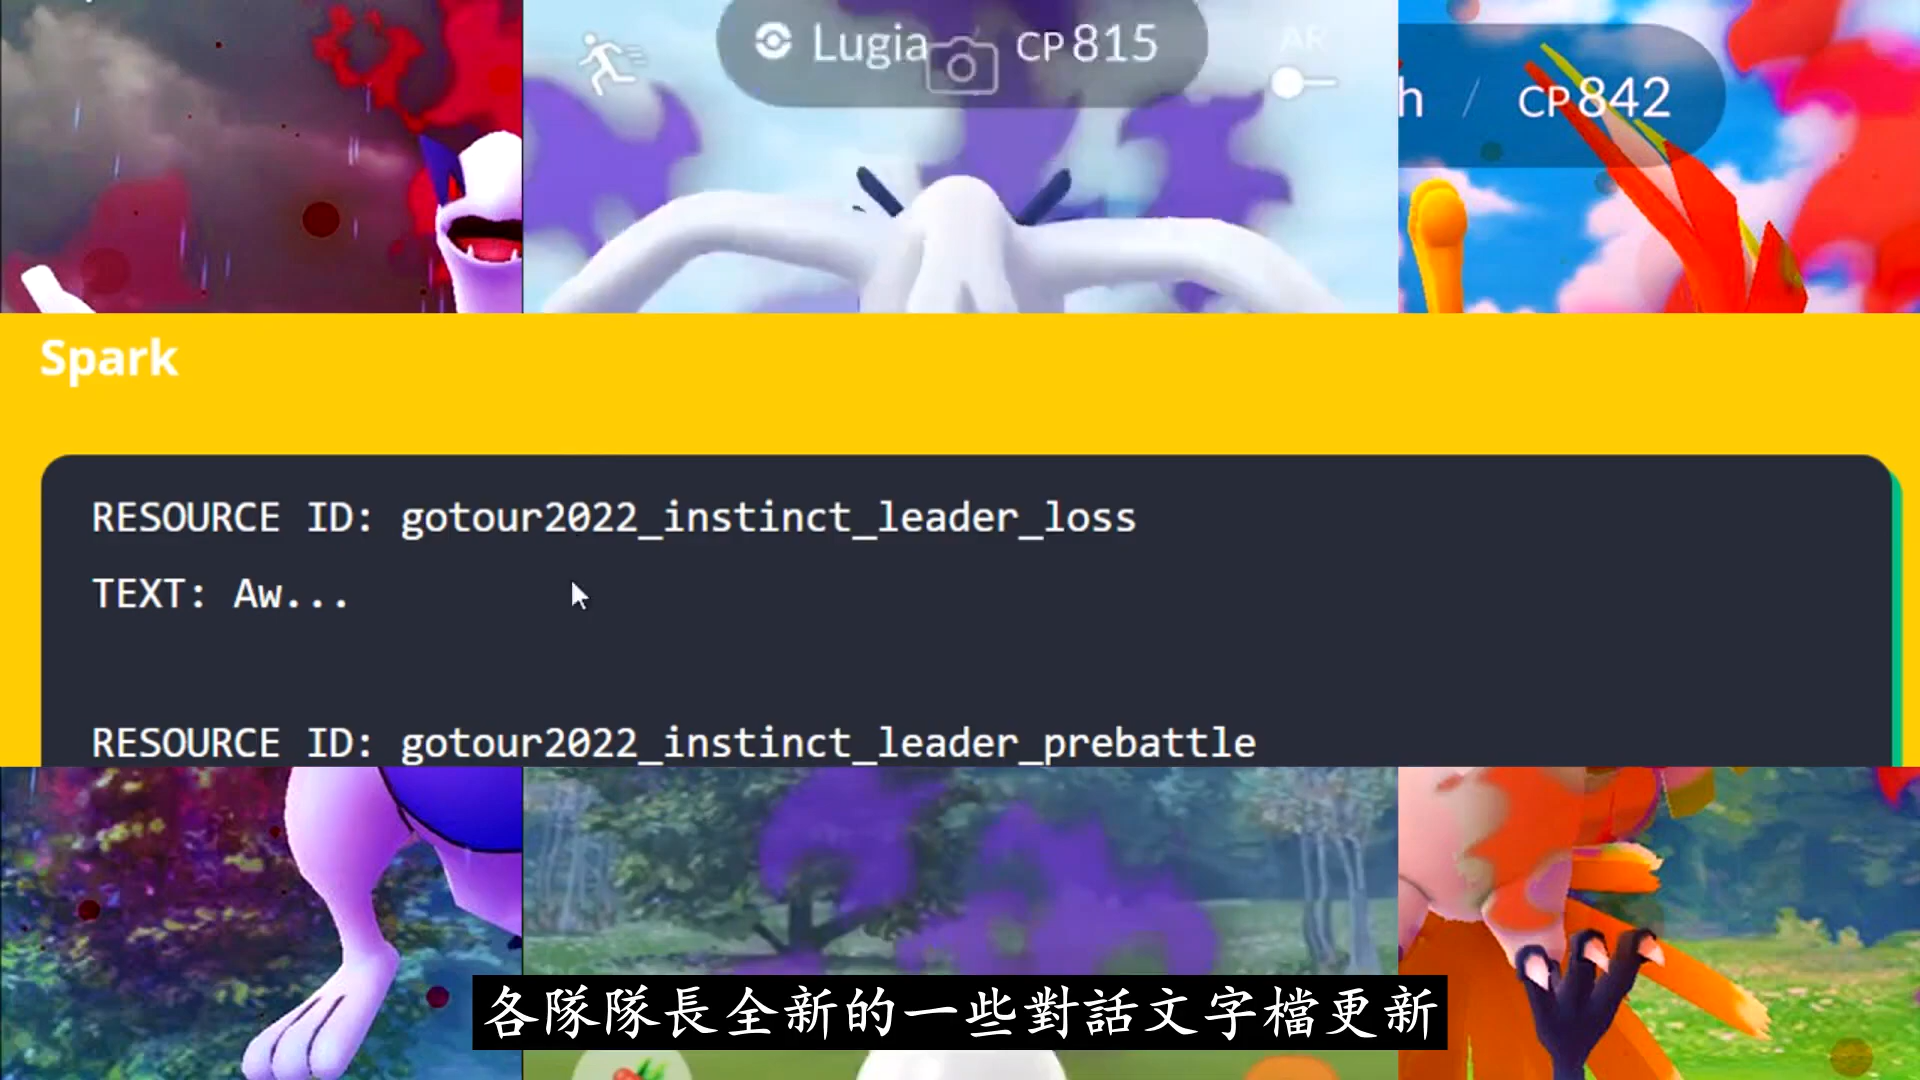 Lugia CP815
AR
h / CP842
Spark
RESOURCE ID: gotour2022_instinct_leader_loss
TEXT: Aw...
RESOURCE ID: gotour2022_instinct_leader_prebattle
各隊隊長全新的一些對話文字檔更新